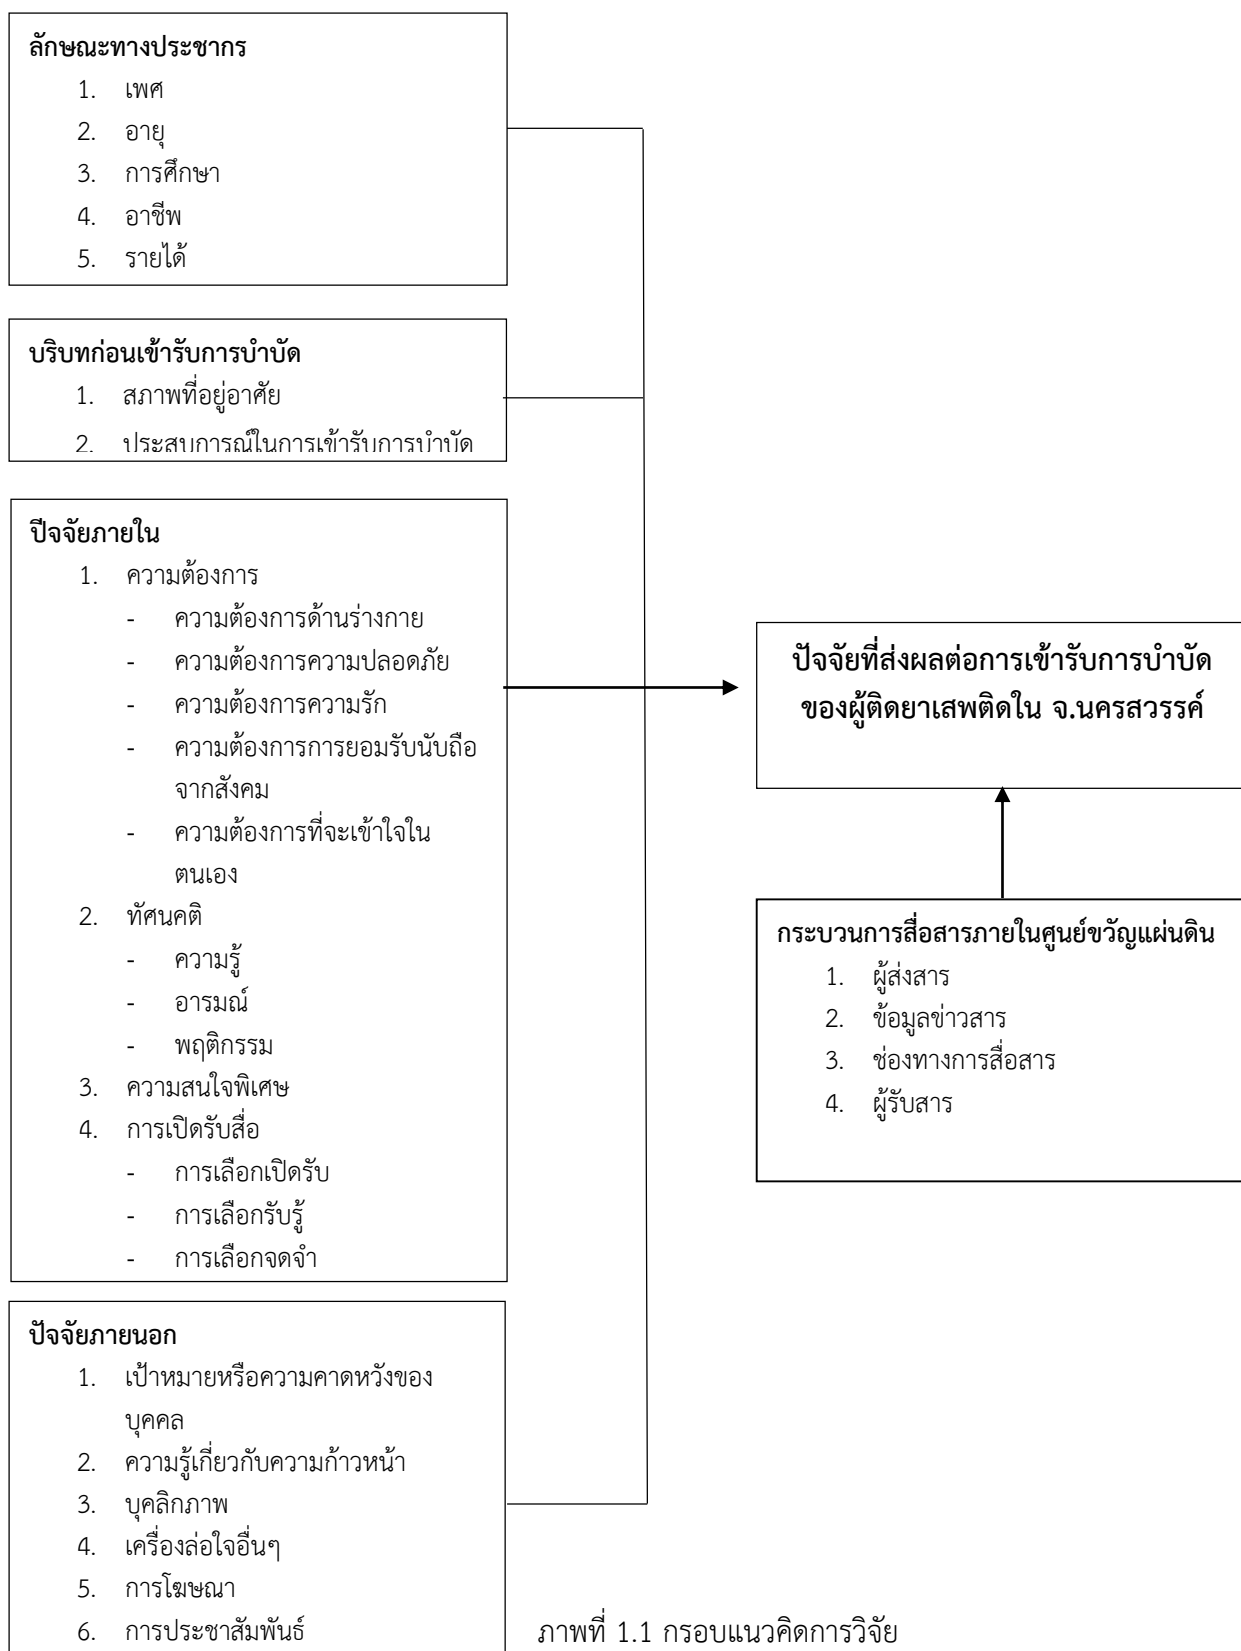 ลักษณะทางประชากร
1. เพศ
2. อายุ
3. การศึกษา
4. อาชีพ
5. รายได้
บริบทก่อนเข้ารับการบำบัด
1. สภาพที่อยู่อาศัย
2. ประสบการณ์ในการเข้ารับการบำบัด
ปัจจัยภายใน
1. ความต้องการ
- ความต้องการด้านร่างกาย
- ความต้องการความปลอดภัย
- ความต้องการความรัก
- ความต้องการการยอมรับนับถือ
จากสังคม
- ความต้องการที่จะเข้าใจใน
ตนเอง
2. ทัศนคติ
- ความรู้
- อารมณ์
- พฤติกรรม
3. ความสนใจพิเศษ
4. การเปิดรับสื่อ
- การเลือกเปิดรับ
- การเลือกรับรู้
- การเลือกจดจำ
ปัจจัยภายนอก
1. เป้าหมายหรือความคาดหวังของ
บุคคล
2. ความรู้เกี่ยวกับความก้าวหน้า
3. บุคลิกภาพ
4. เครื่องล่อใจอื่นๆ
5. การโฆษณา
6. การประชาสัมพันธ์
ปัจจัยที่ส่งผลต่อการเข้ารับการบำบัด
ของผู้ติดยาเสพติดใน จ.นครสวรรค์
กระบวนการสื่อสารภายในศูนย์ขวัญแผ่นดิน
1. ผู้ส่งสาร
2. ข้อมูลข่าวสาร
3. ช่องทางการสื่อสาร
4. ผู้รับสาร
ภาพที่ 1.1 กรอบแนวคิดการวิจัย